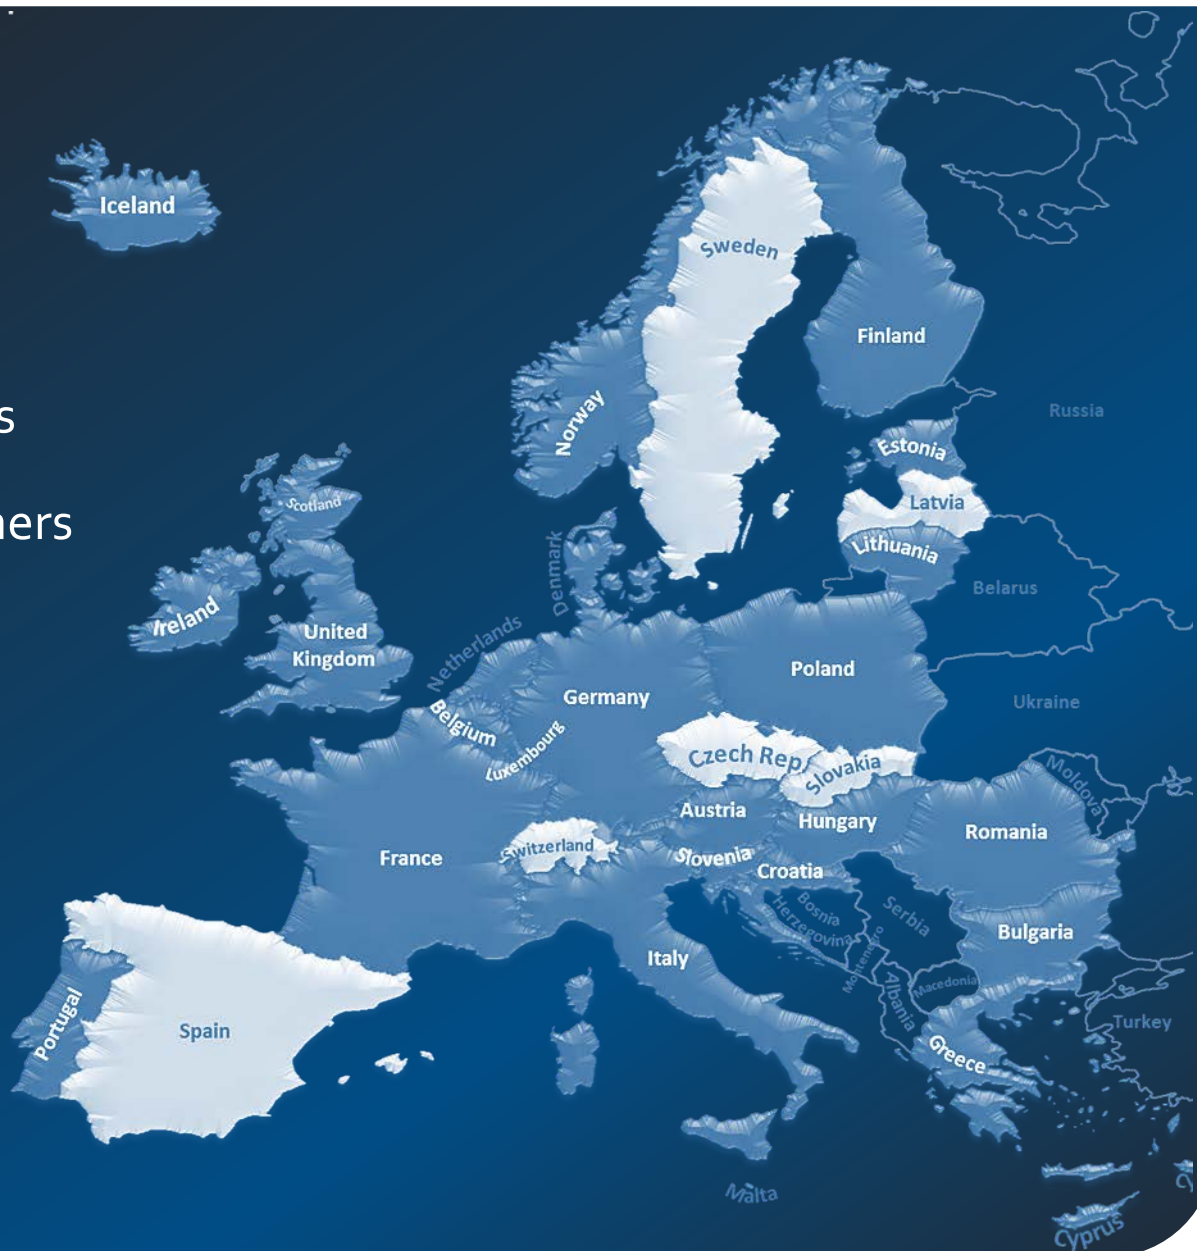 Iceland
Sweden
Finland
Norway
Russia
s
Estonia
Scotland
Latvia
ners
Lithuania
Denmark
Belarus
Ireland
United
Kingdom
Netherlands
Poland
Germany
Ukraine
Belgium
Luxembourg
Czech Rep.
Slovakia
Moldova
Austria
Hungary
Romania
Switzerland
France
Slovenia
Croatia
Bosnia
Herzegovina
Serbia
Bulgaria
Montenegro
Italy
Macedonia
Albania
Portugal
Spain
Turkey
Greece
Malta
Cyprus